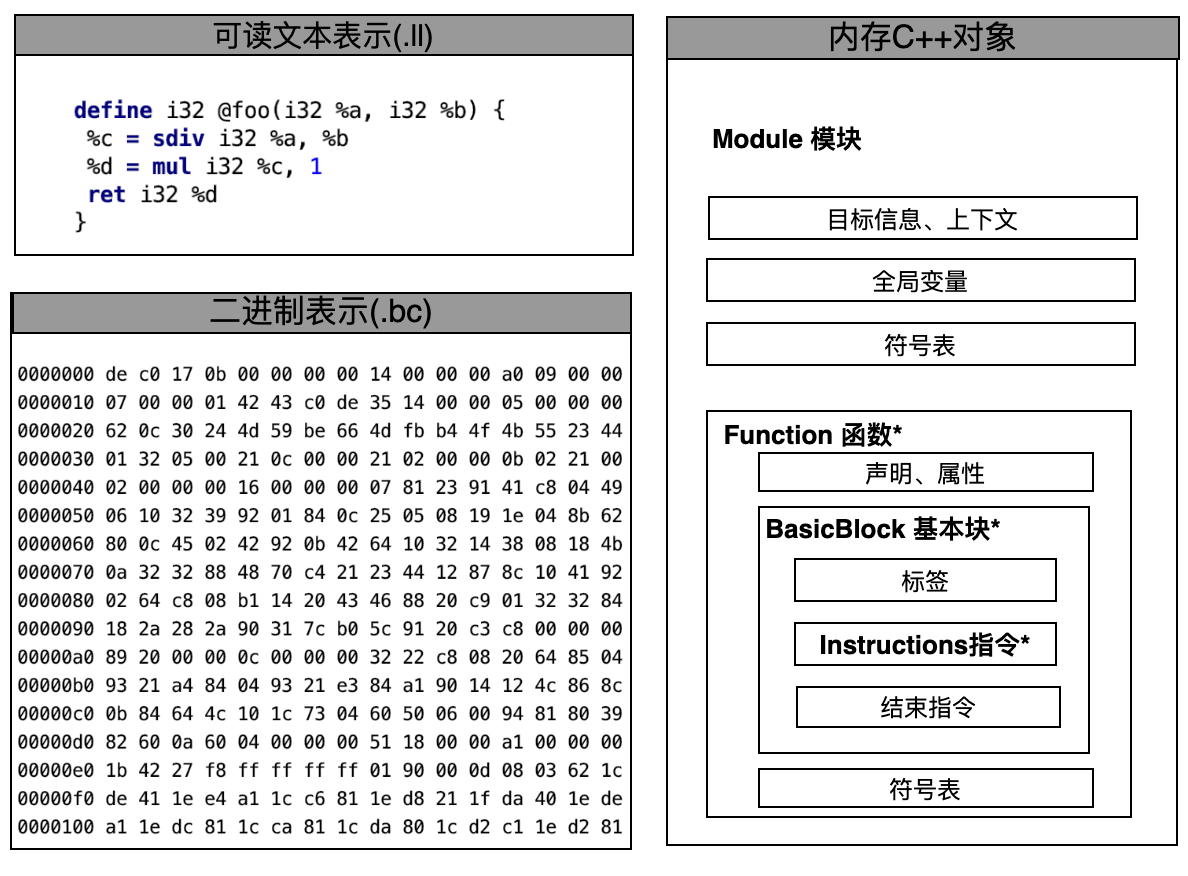 可读文本表示(.ll)
define i32 @foo(i32 %a, i32 %b) {
%c = sdiv i32 %a, %b
%d = mul i32 %c, 1
ret i32 %d
}
二进制表示(.bc)
0000000 de c0 17 0b 00 00 00 00 14 00 00 00 a0 09 00 00
0000010 07 00 00 01 42 43 c0 de 35 14 00 00 05 00 00 00
0000020 62 0c 30 24 4d 59 be 66 4d fb b4 4f 4b 55 23 44
0000030 01 32 05 00 21 0c 00 00 21 02 00 00 0b 02 21 00
0000040 02 00 00 00 16 00 00 00 07 81 23 91 41 c8 04 49
0000050 06 10 32 39 92 01 84 0c 25 05 08 19 1e 04 8b 62
0000060 80 0c 45 02 42 92 0b 42 64 10 32 14 38 08 18 4b
0000070 0a 32 32 88 48 70 c4 21 23 44 12 87 8c 10 41 92
0000080 02 64 c8 08 b1 14 20 43 46 88 20 c9 01 32 32 84
0000090 18 2a 28 2a 90 31 7c b0 5c 91 20 c3 c8 00 00 00
00000a0 89 20 00 00 0c 00 00 00 32 22 c8 08 20 64 85 04
00000b0 93 21 a4 84 04 93 21 e3 84 a1 90 14 12 4c 86 8c
00000c0 0b 84 64 4c 10 1c 73 04 60 50 06 00 94 81 80 39
00000d0 82 60 0a 60 04 00 00 00 51 18 00 00 a1 00 00 00
00000e0 1b 42 27 f8 ff ff ff ff 01 90 00 0d 08 03 62 1c
00000f0 de 41 1e e4 a1 1c c6 81 1e d8 21 1f da 40 1e de
0000100 a1 1e dc 81 1c ca 81 1c da 80 1c d2 c1 1e d2 81
内存C++对象
Module 模块
目标信息、上下文
全局变量
符号表
Function 函数*
声明、属性
BasicBlock 基本块*
标签
Instructions指令*
结束指令
符号表